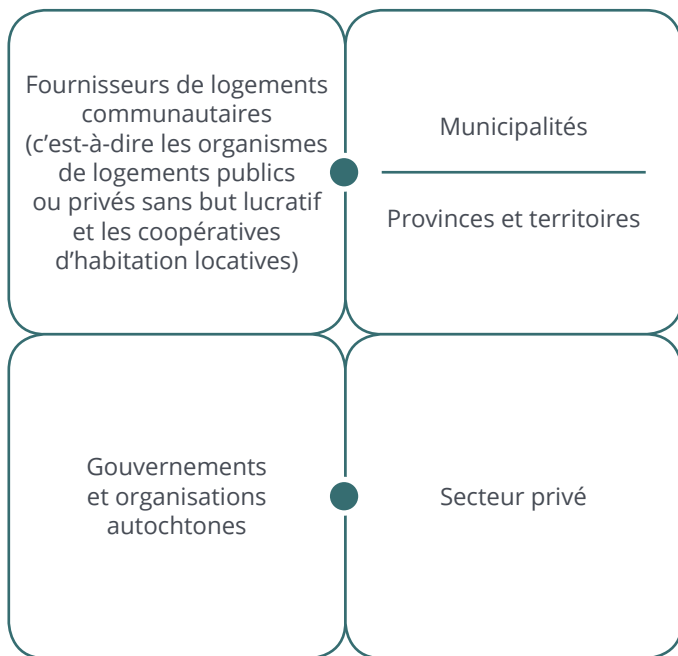 Fournisseurs de logements
communautaires
(c’est-à-dire les organismes
de logements publics
ou privés sans but lucratif
et les coopératives
d’habitation locatives)
Municipalités
Provinces et territoires
Gouvernements
et organisations
autochtones
Secteur privé